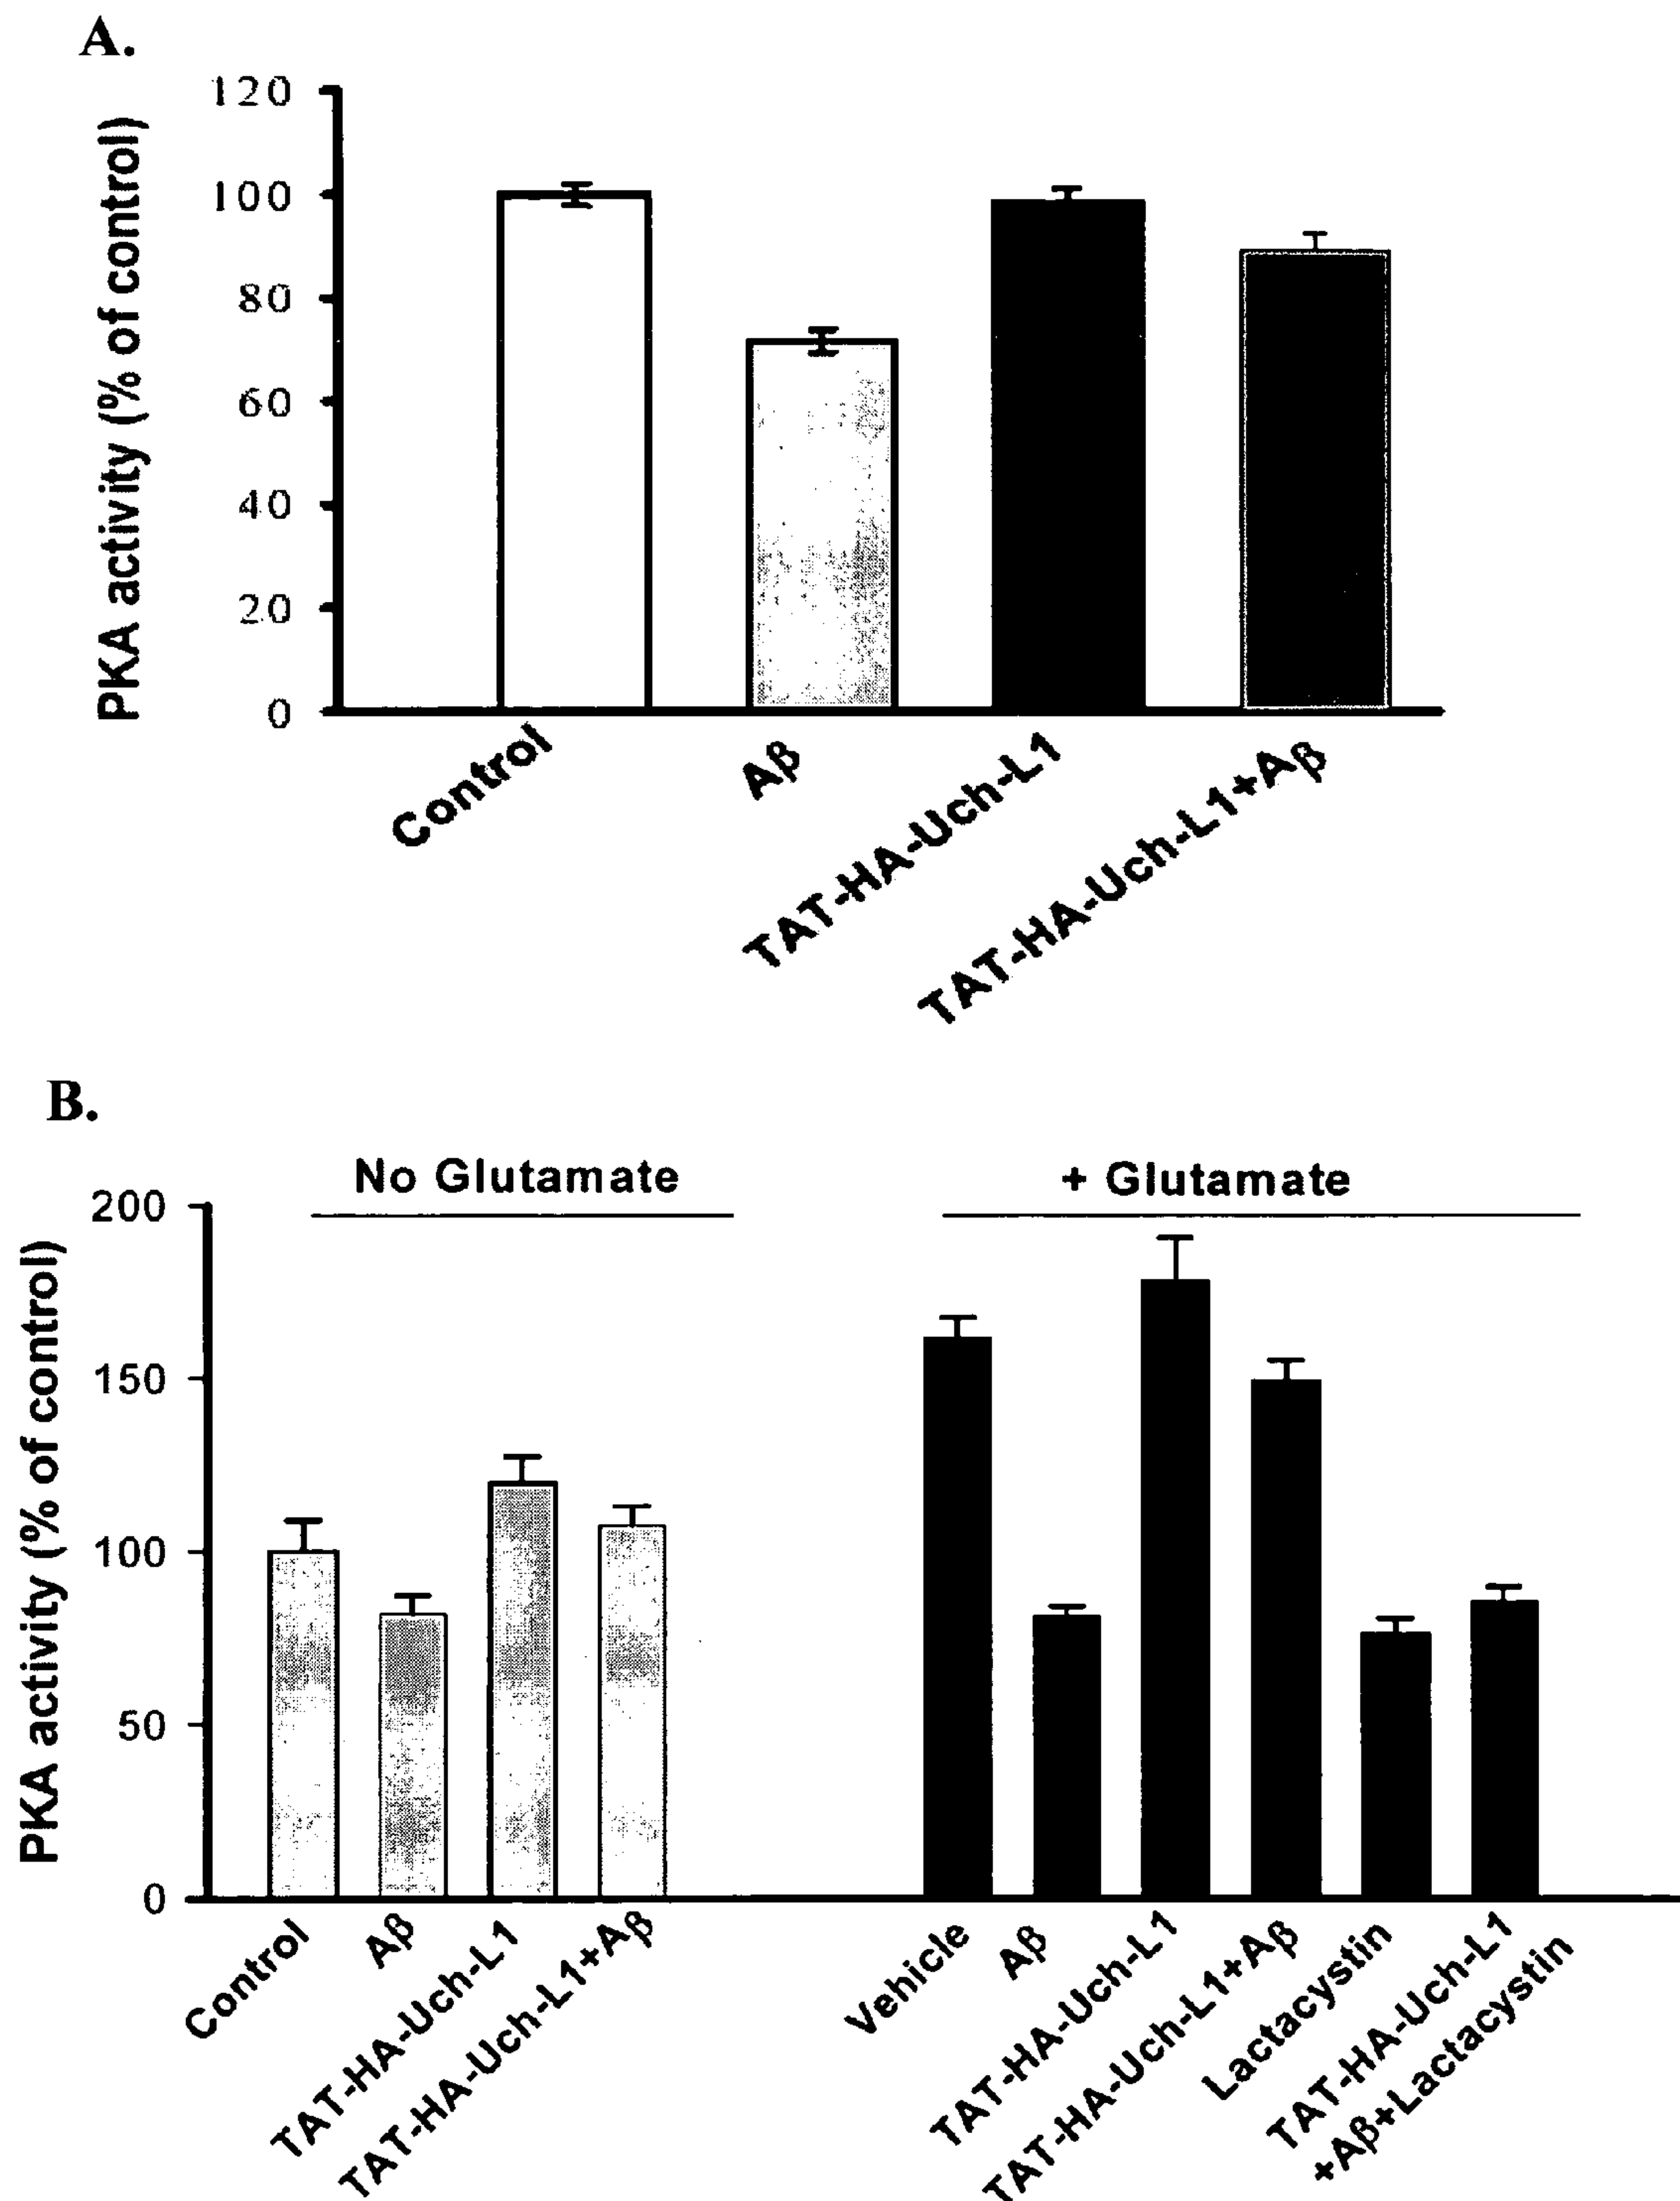 A.
PKA activity (% of control)
120
100
80
60
40
20
0
Control
Aβ
TAT-HA-Uch-L1
TAT-HA-Uch-L1+Aβ
B.
No Glutamate
+ Glutamate
PKA activity (% of control)
200
150
100
50
0
Control
Aβ
TAT-HA-Uch-L1
TAT-HA-Uch-L1+Aβ
Vehicle
Aβ
TAT-HA-Uch-L1
TAT-HA-Uch-L1+Aβ
Lactacystin
TAT-HA-Uch-L1
+Aβ+Lactacystin